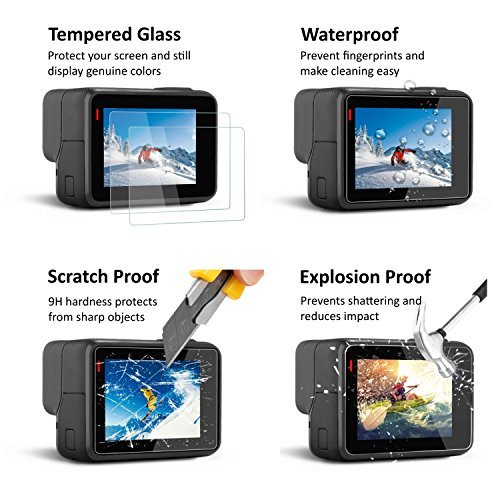 Tempered Glass
Protect your screen and still
display genuine colors
Waterproof
Prevent fingerprints and
make cleaning easy
Scratch Proof
9H hardness protects
from sharp objects
Explosion Proof
Prevents shattering and
reduces impact